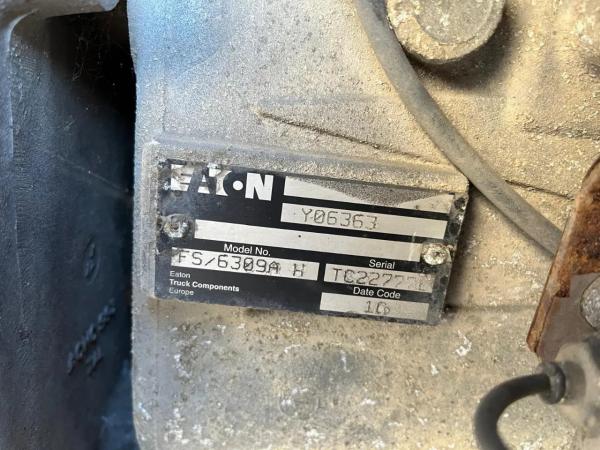 EATON
Y06363
Model No. Serial
FS/6309A H
Eaton Date Code
Truck Components
Europe 16